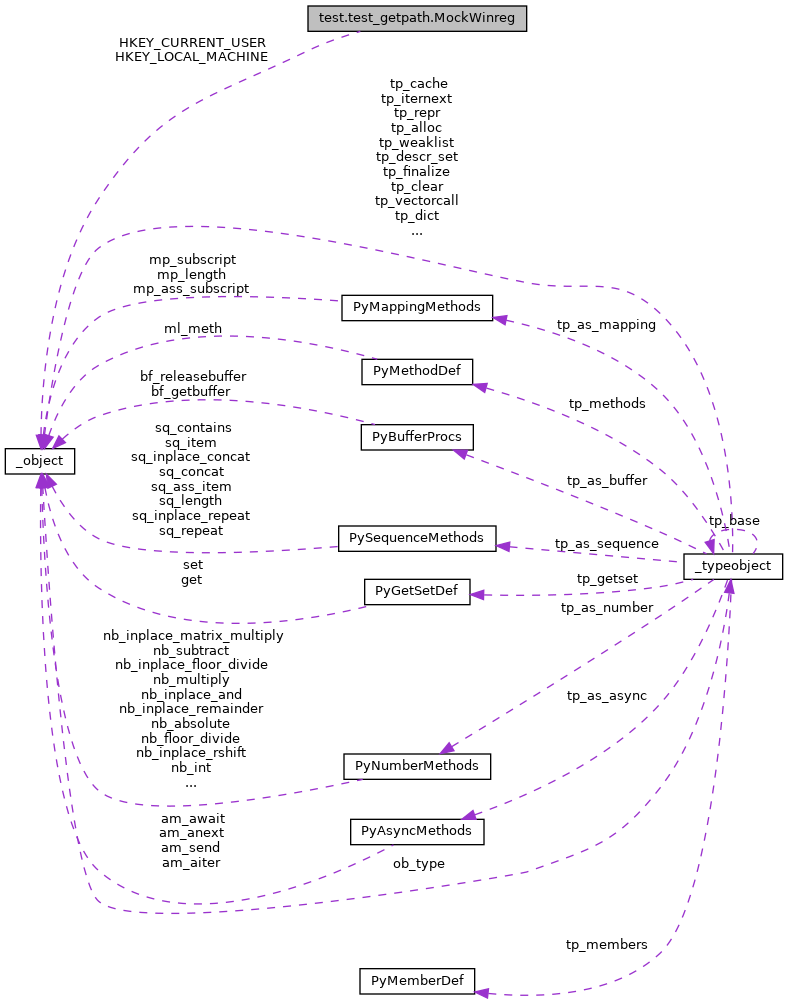 test.test_getpath.MockWinreg
HKEY_CURRENT_USER
HKEY_LOCAL_MACHINE
tp_cache
tp_iternext
tp_repr
tp_alloc
tp_weaklist
tp_descr_set
tp_finalize
tp_clear
tp_vectorcall
tp_dict
...
mp_subscript
mp_length
mp_ass_subscript
PyMappingMethods
tp_as_mapping
ml_meth
PyMethodDef
tp_methods
bf_releasebuffer
bf_getbuffer
PyBufferProcs
tp_as_buffer
_object
sq_contains
sq_item
sq_inplace_concat
sq_concat
sq_ass_item
sq_length
sq_inplace_repeat
sq_repeat
PySequenceMethods
tp_as_sequence
tp_base
_typeobject
set
get
PyGetSetDef
tp_getset
tp_as_number
nb_inplace_matrix_multiply
nb_subtract
nb_inplace_floor_divide
nb_multiply
nb_inplace_and
nb_inplace_remainder
nb_absolute
nb_floor_divide
nb_inplace_rshift
nb_int
...
PyNumberMethods
tp_as_async
am_await
am_anext
am_send
am_aiter
PyAsyncMethods
ob_type
tp_members
PyMemberDef